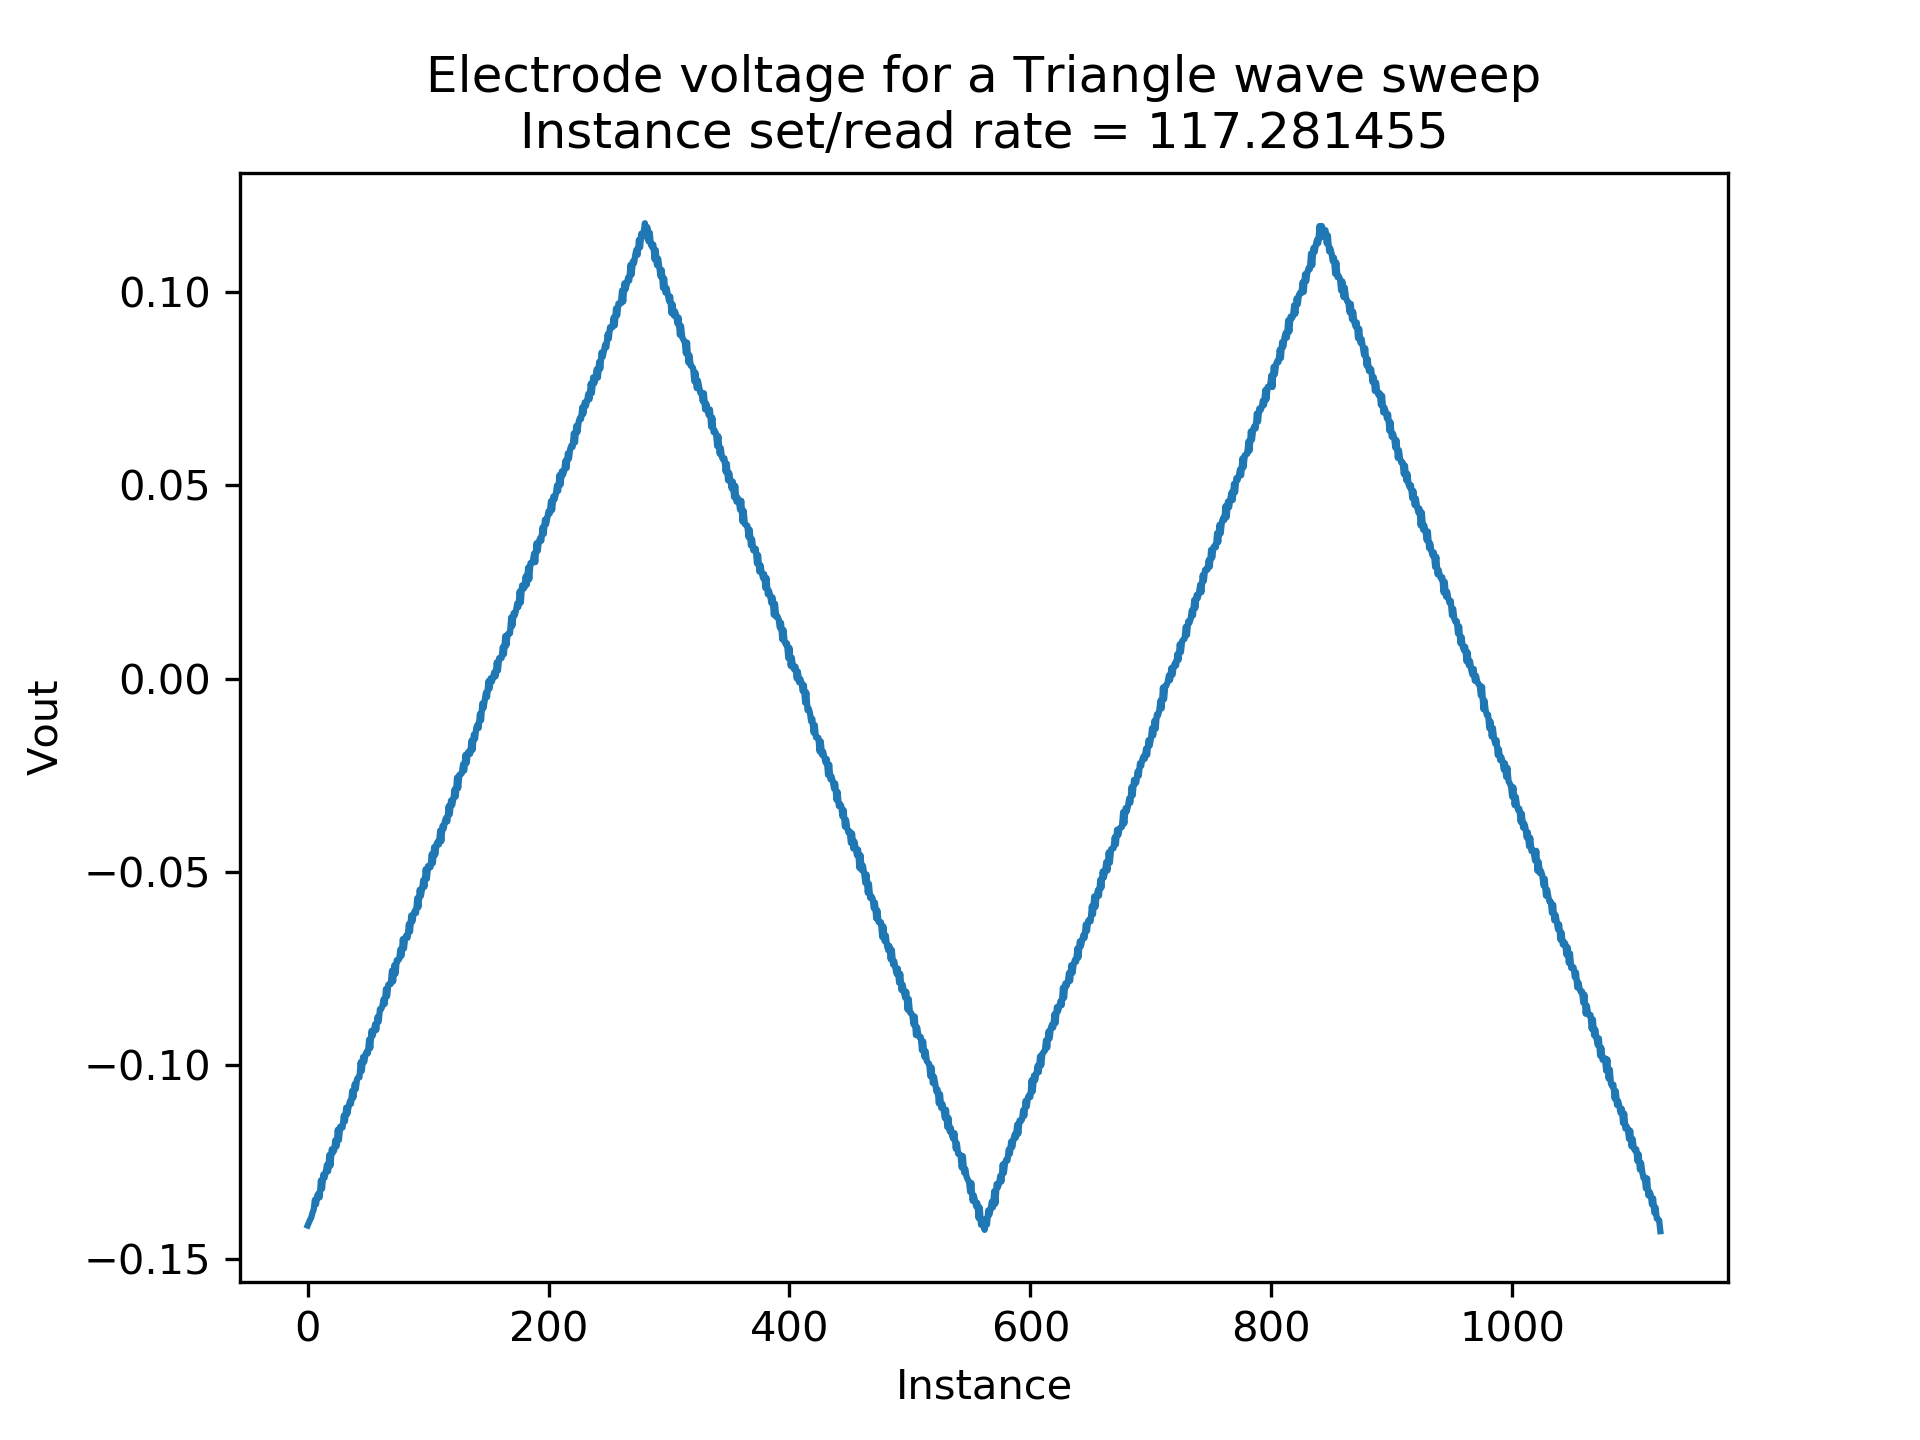 Electrode voltage for a Triangle wave sweep
Instance set/read rate = 117.281455
0.10
0.05
0.00
−0.05
−0.10
−0.15
Vout
0 200 400 600 800 1000
Instance